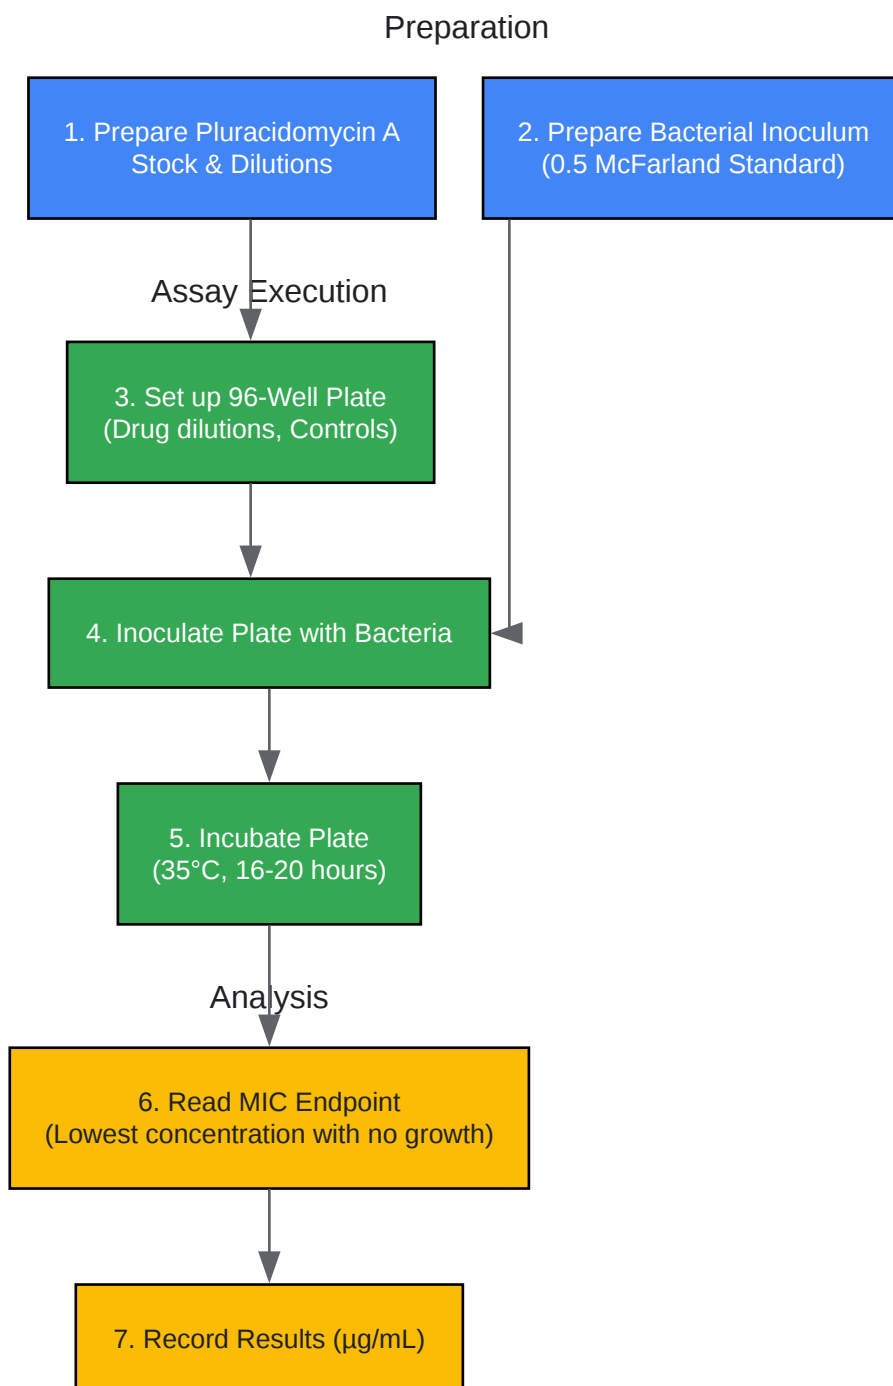 Preparation
1. Prepare Pluracidomycin A
Stock & Dilutions
2. Prepare Bacterial Inoculum
(0.5 McFarland Standard)
Assay Execution
3. Set up 96-Well Plate
(Drug dilutions, Controls)
4. Inoculate Plate with Bacteria
5. Incubate Plate
(35°C, 16-20 hours)
Analysis
6. Read MIC Endpoint
(Lowest concentration with no growth)
7. Record Results (µg/mL)